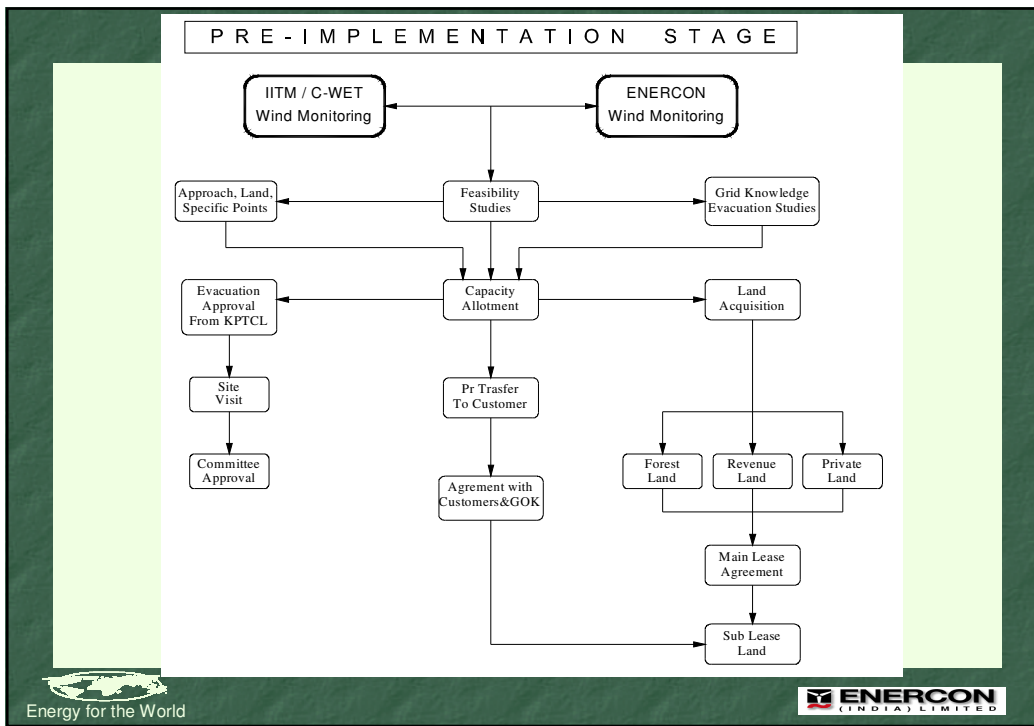 PRE-IMPLEMENTATION STAGE
IITM / C-WET
Wind Monitoring
ENERCON
Wind Monitoring
Approach, Land,
Specific Points
Feasibility
Studies
Grid Knowledge
Evacuation Studies
Evacuation
Approval
From KPTCL
Capacity
Allotment
Land
Acquisition
Site
Visit
Pr Trasfer
To Customer
Committee
Approval
Forest
Land
Revenue
Land
Private
Land
Agrement with
Customers&GOK
Main Lease
Agreement
Sub Lease
Land
Energy for the World
ENERCON
(INDIA) LIMITED